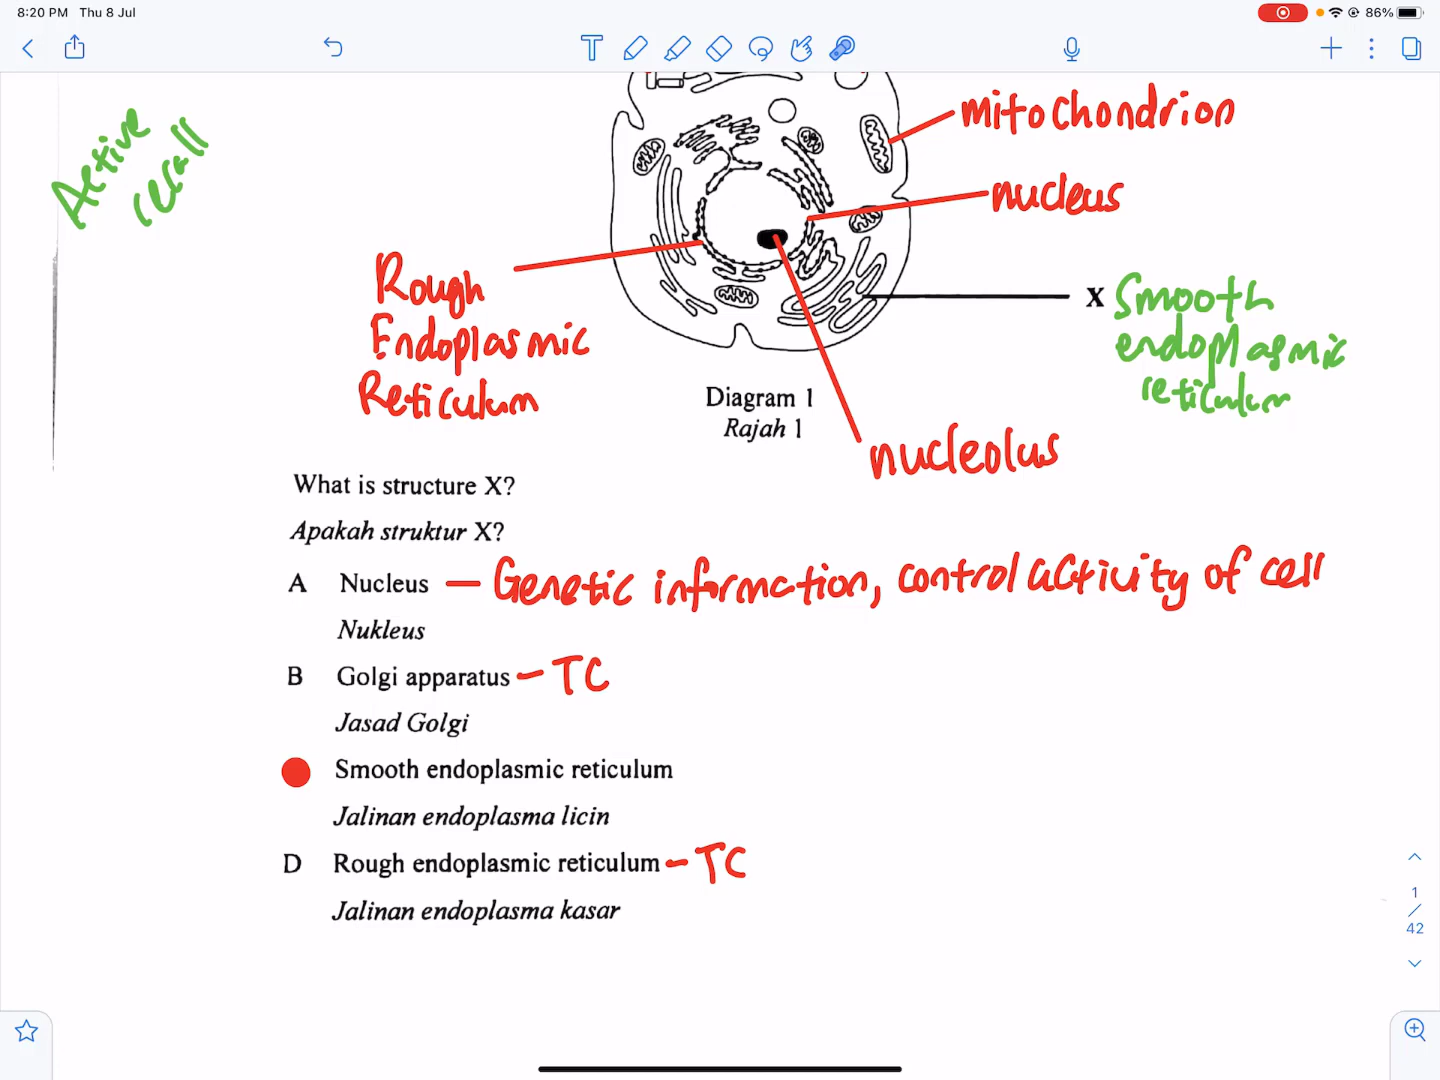 8:20 PM Thu 8 Jul
86%
T
Active
recall
mitochondrion
nucleus
Rough
Endoplasmic
Reticulum
X Smooth
endoplasmic
reticulum
Diagram 1
Rajah 1
nucleolus
What is structure X?
Apakah struktur X?
A Nucleus — Genetic information, control activity of cell
Nukleus
B Golgi apparatus - TC
Jasad Golgi
Smooth endoplasmic reticulum
Jalinan endoplasma licin
D Rough endoplasmic reticulum - TC
Jalinan endoplasma kasar
1
/
42